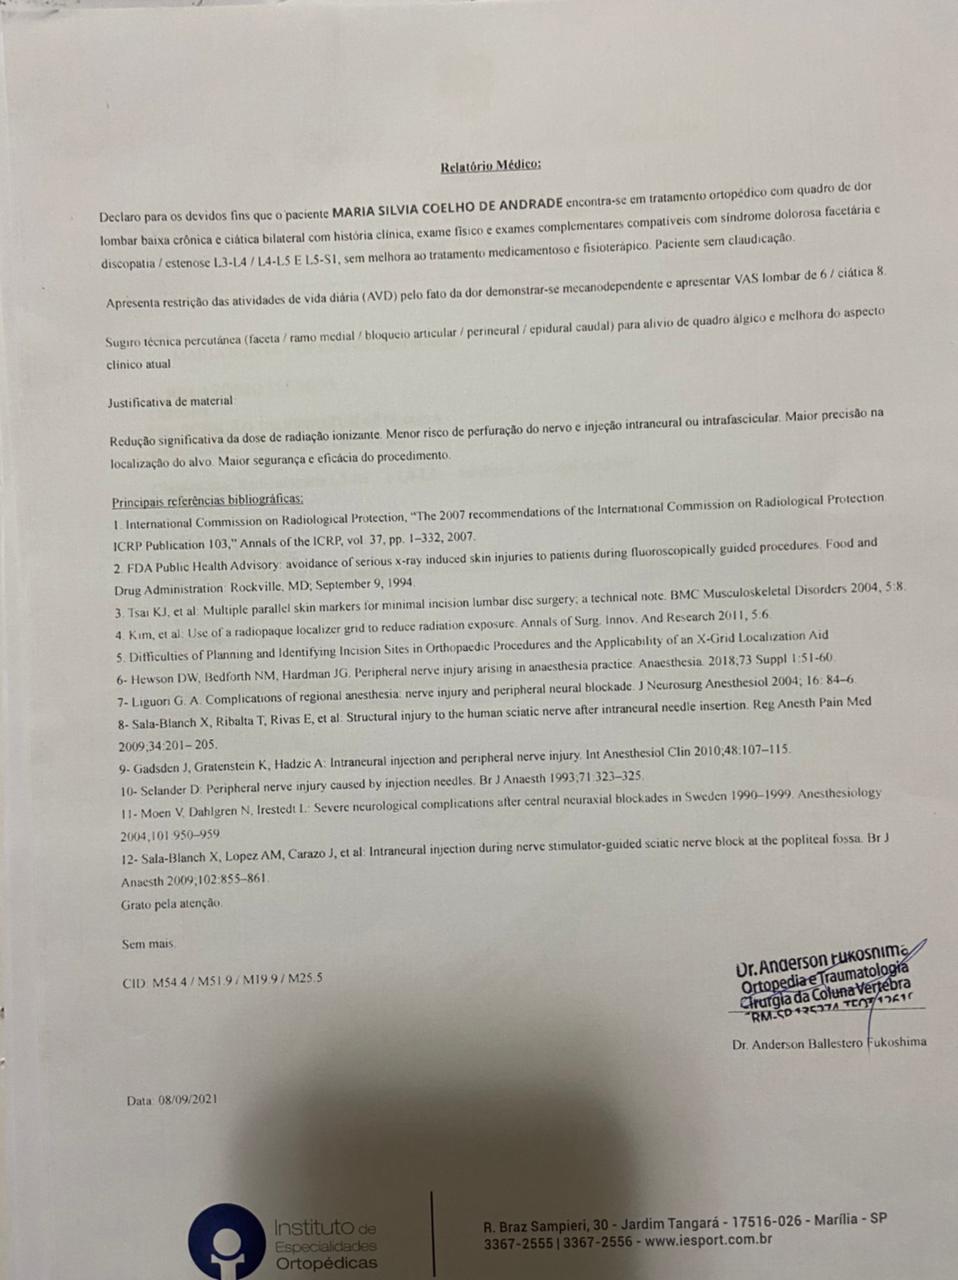 Relatório Médico:
Declaro para os devidos fins que o paciente MARIA SILVIA COELHO DE ANDRADE encontra-se em tratamento ortopédico com quadro de dor
lombar baixa crônica e ciática bilateral com história clínica, exame físico e exames complementares compatíveis com síndrome dolorosa facetária e
discopatia / estenose L3-L4 / L4-L5 E L5-S1, sem melhora ao tratamento medicamentoso e fisioterápico. Paciente sem claudicação.
Apresenta restrição das atividades de vida diária (AVD) pelo fato da dor demonstrar-se mecanodependente e apresentar VAS lombar de 6 / ciática 8.
Sugiro técnica percutânea (faceta / ramo medial / bloqueio articular / perineural / epidural caudal) para alivio de quadro álgico e melhora do aspecto
clínico atual
Justificativa de material:
Redução significativa da dose de radiação ionizante. Menor risco de perfuração do nervo e injeção intraneural ou intrafascicular. Maior precisão na
localização do alvo. Maior segurança e eficácia do procedimento.
Principais referências bibliográficas:
1. International Commission on Radiological Protection, “The 2007 recommendations of the International Commission on Radiological Protection
ICRP Publication 103,” Annals of the ICRP, vol. 37, pp. 1–332, 2007.
2. FDA Public Health Advisory: avoidance of serious x-ray induced skin injuries to patients during fluoroscopically guided procedures. Food and
Drug Administration: Rockville, MD; September 9, 1994.
3. Tsai KJ, et al: Multiple parallel skin markers for minimal incision lumbar disc surgery; a technical note. BMC Musculoskeletal Disorders 2004, 5:8.
4. Kim, et al: Use of a radiopaque localizer grid to reduce radiation exposure. Annals of Surg. Innov. And Research 2011, 5:6.
5. Difficulties of Planning and Identifying Incision Sites in Orthopaedic Procedures and the Applicability of an X-Grid Localization Aid
6- Hewson DW, Bedforth NM, Hardman JG. Peripheral nerve injury arising in anaesthesia practice. Anaesthesia. 2018;73 Suppl 1:51-60.
7- Liguori G. A. Complications of regional anesthesia: nerve injury and peripheral neural blockade. J Neurosurg Anesthesiol 2004; 16: 84–6.
8- Sala-Blanch X, Ribalta T, Rivas E, et al: Structural injury to the human sciatic nerve after intraneural needle insertion. Reg Anesth Pain Med
2009;34:201– 205.
9- Gadsden J, Gratenstein K, Hadzic A: Intraneural injection and peripheral nerve injury. Int Anesthesiol Clin 2010;48:107–115.
10- Selander D: Peripheral nerve injury caused by injection needles. Br J Anaesth 1993;71:323–325.
11- Moen V, Dahlgren N, Irestedt L: Severe neurological complications after central neuraxial blockades in Sweden 1990–1999. Anesthesiology
2004;101:950–959.
12- Sala-Blanch X, Lopez AM, Carazo J, et al: Intraneural injection during nerve stimulator-guided sciatic nerve block at the popliteal fossa. Br J
Anaesth 2009;102:855–861.
Grato pela atenção.
Sem mais.
CID: M54.4 / M51.9 / M19.9 / M25.5
Dr. Anderson Fukoshima
Ortopedia e Traumatologia
Cirurgia da Coluna Vertebra
Dr. Anderson Ballestero Fukoshima
Data: 08/09/2021
Instituto de
Especialidades
Ortopédicas
R. Braz Sampieri, 30 - Jardim Tangará - 17516-026 - Marília - SP
3367-2555 | 3367-2556 - www.iesport.com.br